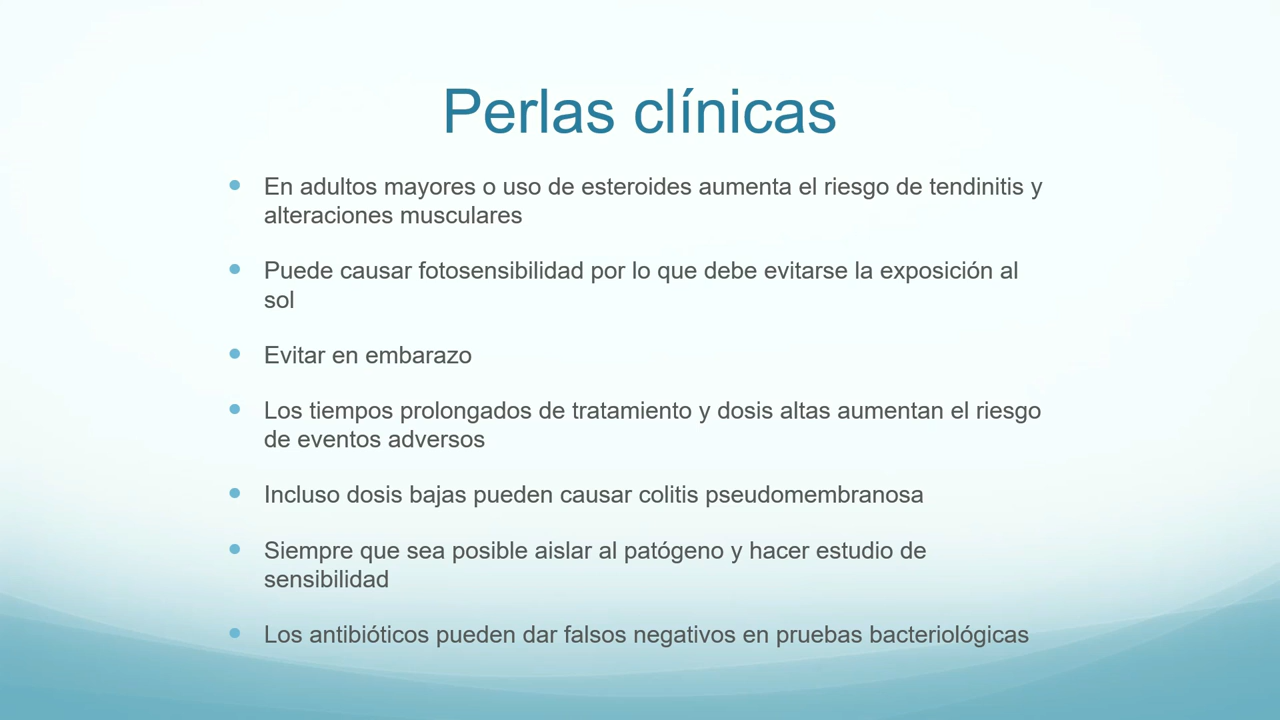 Perlas clínicas
En adultos mayores o uso de esteroides aumenta el riesgo de tendinitis y
alteraciones musculares
Puede causar fotosensibilidad por lo que debe evitarse la exposición al
sol
Evitar en embarazo
Los tiempos prolongados de tratamiento y dosis altas aumentan el riesgo
de eventos adversos
Incluso dosis bajas pueden causar colitis pseudomembranosa
Siempre que sea posible aislar al patógeno y hacer estudio de
sensibilidad
Los antibióticos pueden dar falsos negativos en pruebas bacteriológicas